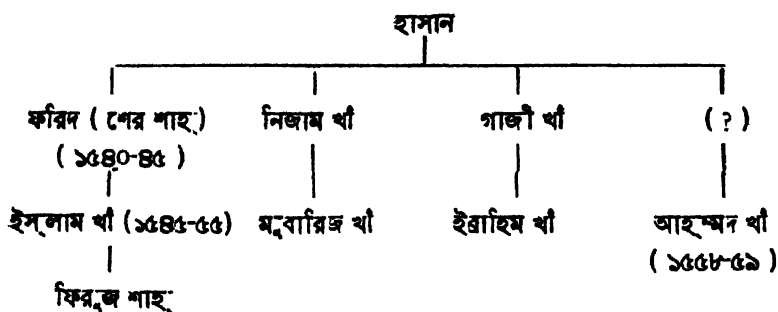 হাসান
ফরিদ ( শের শাহ্ ) নিজাম খাঁ গাজী খাঁ ( ? )
( ১৫৪০-৪৫ )
ইস্‌লাম খাঁ (১৫৪৫-৫৫) মুবারিজ খাঁ ইব্রাহিম খাঁ আহ্‌ম্মদ খাঁ
( ১৫৫৮-৫৯ )
ফিরুজ শাহ্